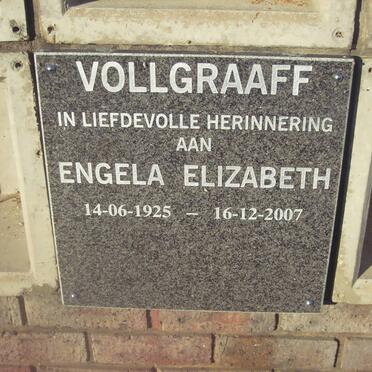 VOLLGRAAFF
IN LIEFDEVOLLE HERINNERING
AAN
ENGELA ELIZABETH
14-06-1925 – 16-12-2007